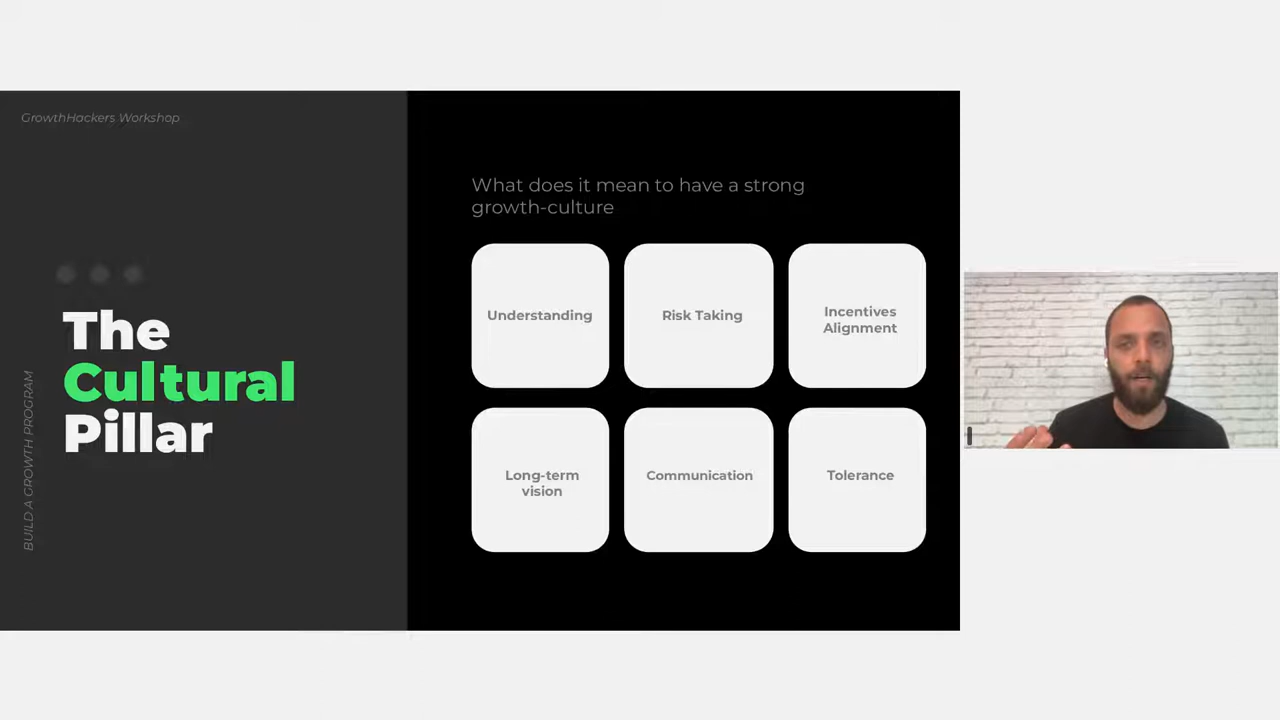 GrowthHackers Workshop
BUILD A GROWTH PROGRAM
The
Cultural
Pillar
What does it mean to have a strong
growth-culture
Understanding
Risk Taking
Incentives
Alignment
Long-term
vision
Communication
Tolerance